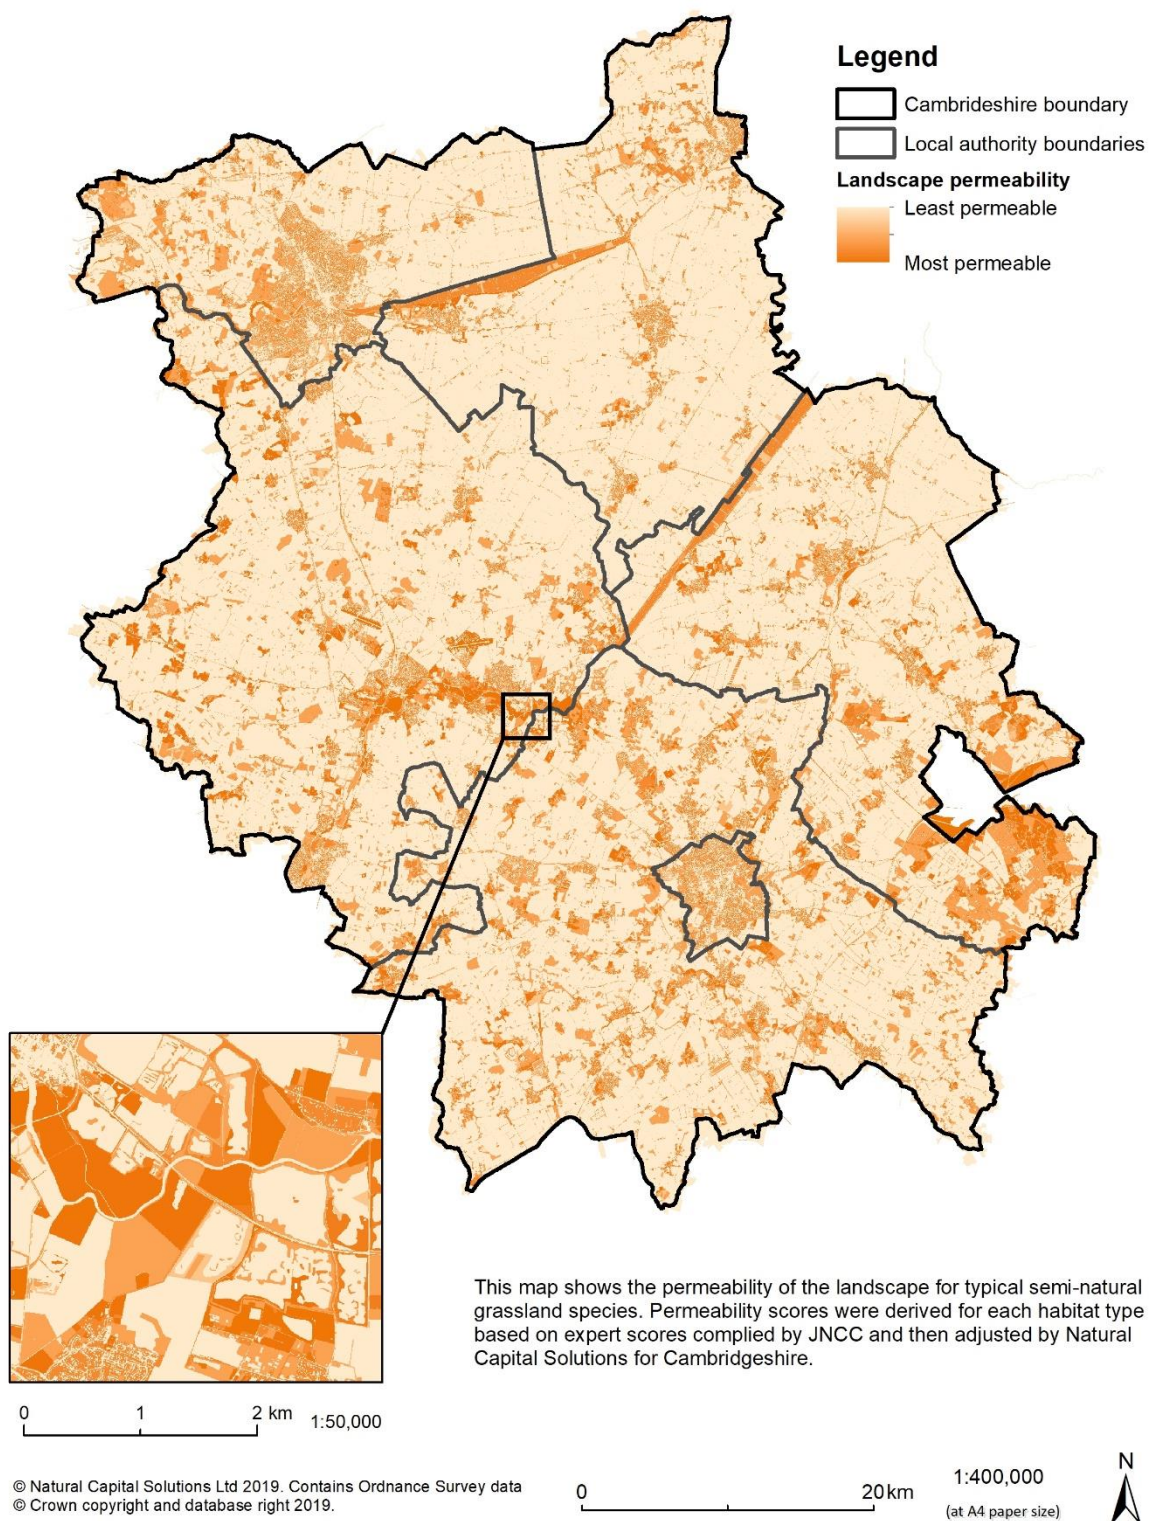 Legend
Cambrideshire boundary
Local authority boundaries
Landscape permeability
Least permeable
Most permeable
This map shows the permeability of the landscape for typical semi-natural
grassland species. Permeability scores were derived for each habitat type
based on expert scores complied by JNCC and then adjusted by Natural
Capital Solutions for Cambridgeshire.
0 1 2 km 1:50,000
© Natural Capital Solutions Ltd 2019. Contains Ordnance Survey data
© Crown copyright and database right 2019.
0 20 km
1:400,000
(at A4 paper size)
N